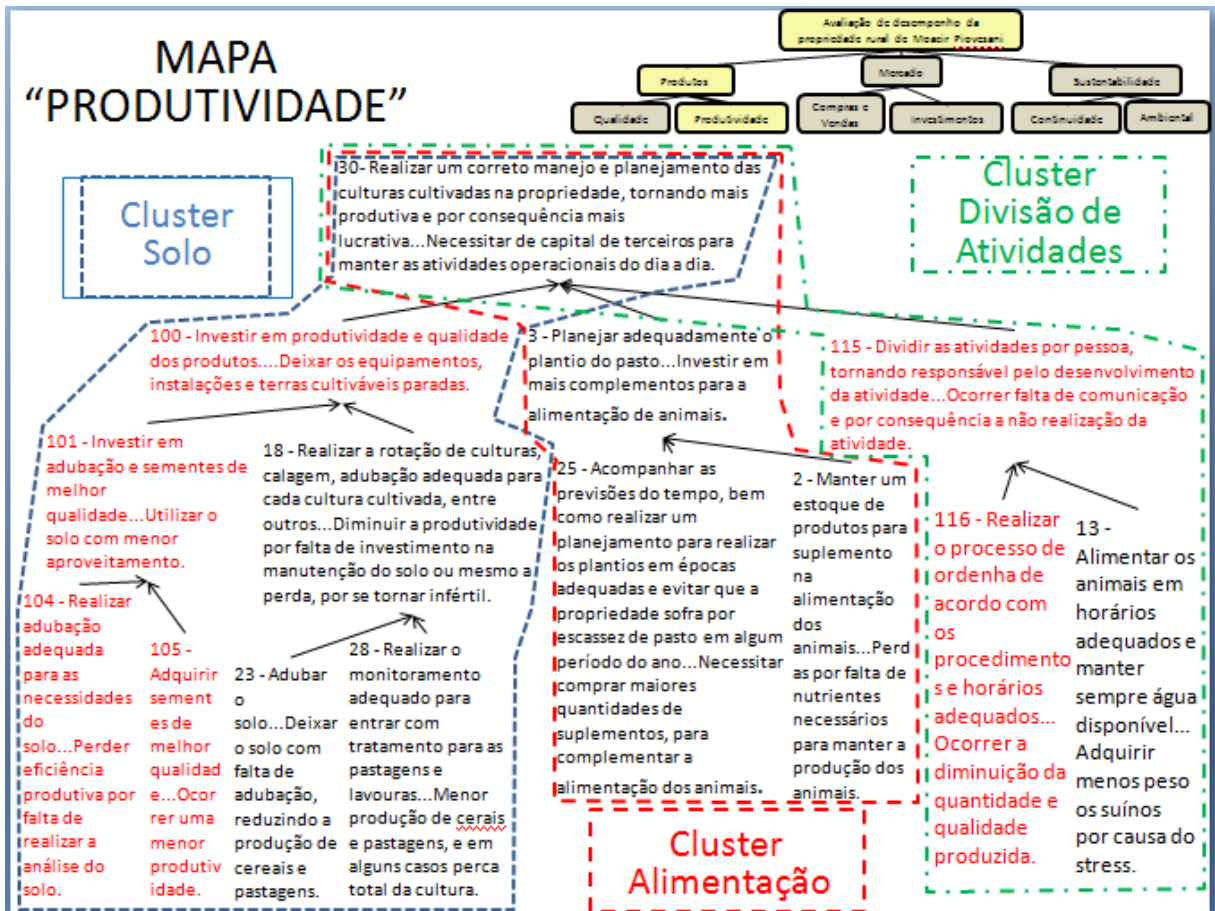 MAPA
“PRODUTIVIDADE”
Avaliação de desempenho da
propriedade rural de Moacir Piovesani
Produtos
Mercado
Sustentabilidade
Qualidade
Produtividade
Compras e
Vendas
Investimentos
Continuidade
Ambiental
Cluster
Solo
30- Realizar um correto manejo e planejamento das
culturas cultivadas na propriedade, tornando mais
produtiva e por consequência mais
lucrativa...Necessitar de capital de terceiros para
manter as atividades operacionais do dia a dia.
Cluster
Divisão de
Atividades
100 - Investir em produtividade e qualidade
dos produtos....Deixar os equipamentos,
instalações e terras cultiváveis paradas.
3 - Planejar adequadamente o
plantio do pasto...Investir em
mais complementos para a
alimentação de animais.
115 - Dividir as atividades por pessoa,
tornando responsável pelo desenvolvimento
da atividade...Ocorrer falta de comunicação
e por consequência a não realização da
atividade.
101 - Investir em
adubação e sementes de
melhor
qualidade...Utilizar o
solo com menor
aproveitamento.
18 - Realizar a rotação de culturas,
calagem, adubação adequada para
cada cultura cultivada, entre
outros...Diminuir a produtividade
por falta de investimento na
manutenção do solo ou mesmo a
perda, por se tornar infértil.
25 - Acompanhar as
previsões do tempo, bem
como realizar um
planejamento para realizar
os plantios em épocas
adequadas e evitar que a
propriedade sofra por
escassez de pasto em algum
período do ano...Necessitar
comprar maiores
quantidades de
suplementos, para
complementar a
alimentação dos animais.
2 - Manter um
estoque de
produtos para
suplemento
na
alimentação
dos
animais...Perd
as por falta de
nutrientes
necessários
para manter a
produção dos
animais.
116 - Realizar
o processo de
ordenha de
acordo com
os
procedimento
s e horários
adequados...
Ocorrer a
diminuição da
quantidade e
qualidade
produzida.
13 -
Alimentar os
animais em
horários
adequados e
manter
sempre água
disponível...
Adquirir
menos peso
os suínos
por causa do
stress.
104 - Realizar
adubação
adequada
para as
necessidades
do
solo...Perder
eficiência
produtiva por
falta de
realizar a
análise do
solo.
105 -
Adquirir
sement
es de
melhor
qualidad
e...Ocor
rer uma
menor
produtiv
idade.
23 - Adubar
o
solo...Deixar
o solo com
falta de
adubação,
reduzindo a
produção de
cereais e
pastagens.
28 - Realizar o
monitoramento
adequado para
entrar com
tratamento para as
pastagens e
lavouras...Menor
produção de cerais
e pastagens, e em
alguns casos perca
total da cultura.
Cluster
Alimentação